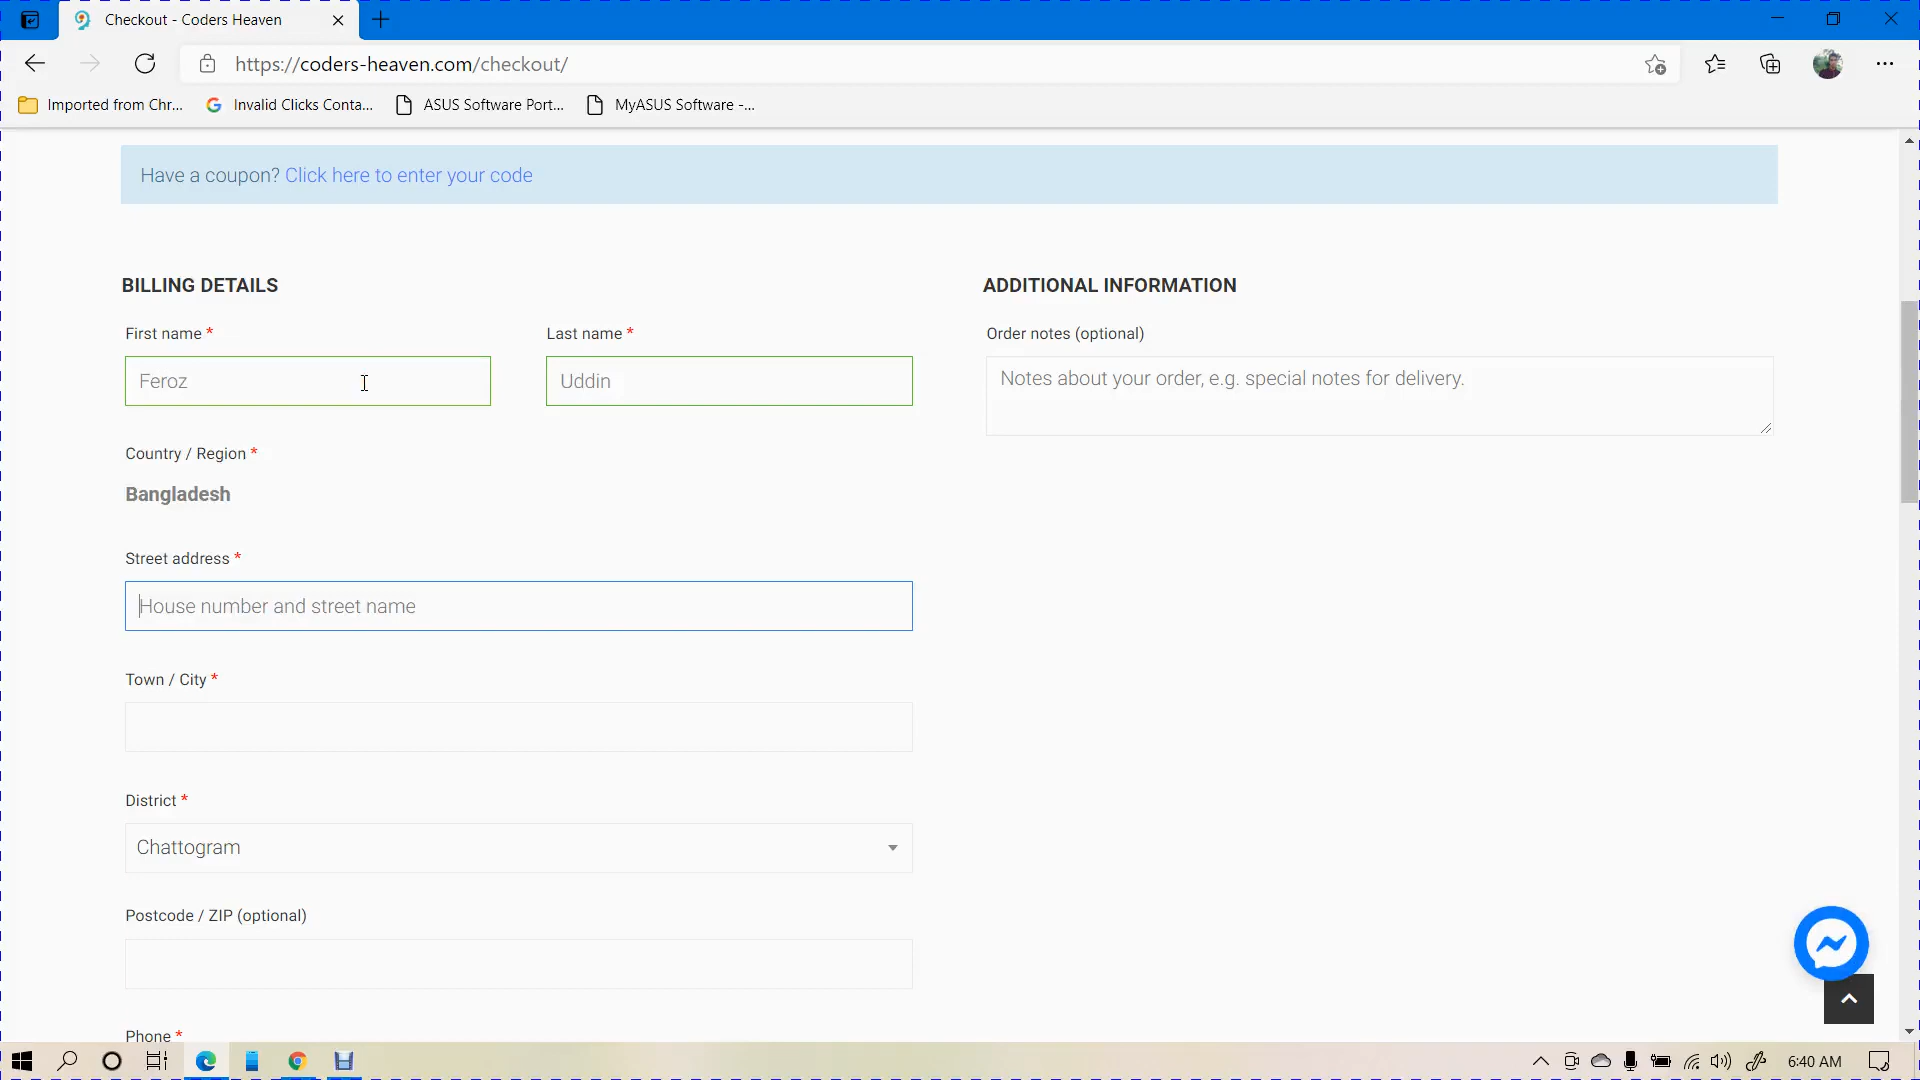 Checkout - Coders Heaven
https://coders-heaven.com/checkout/
Imported from Chr...
Invalid Clicks Conta...
ASUS Software Port...
MyASUS Software -...
Have a coupon? Click here to enter your code
BILLING DETAILS
ADDITIONAL INFORMATION
First name *
Last name *
Order notes (optional)
Feroz
Uddin
Notes about your order, e.g. special notes for delivery.
Country / Region *
Bangladesh
Street address *
House number and street name
Town / City *
District *
Chattogram
Postcode / ZIP (optional)
Phone *
6:40 AM